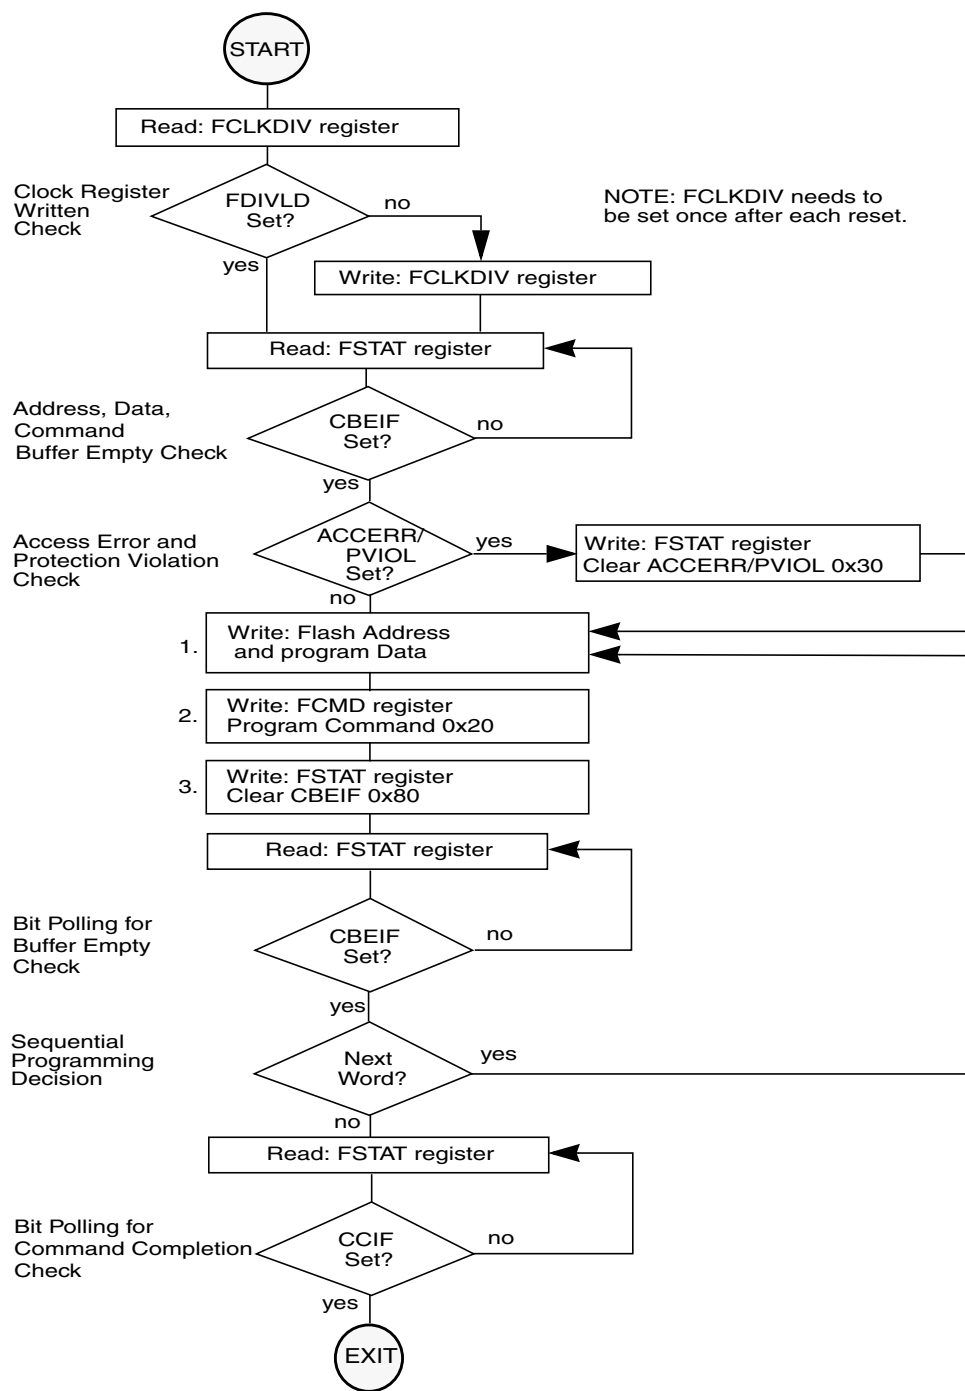 START
Read: FCLKDIV register
Clock Register
Written
Check
FDIVLD
Set?
no
NOTE: FCLKDIV needs to
be set once after each reset.
yes
Write: FCLKDIV register
Read: FSTAT register
Address, Data,
Command
Buffer Empty Check
CBEIF
Set?
no
yes
Access Error and
Protection Violation
Check
ACCERR/
PVIOL
Set?
yes
Write: FSTAT register
Clear ACCERR/PVIOL 0x30
no
1.
Write: Flash Address
and program Data
2.
Write: FCMD register
Program Command 0x20
3.
Write: FSTAT register
Clear CBEIF 0x80
Read: FSTAT register
Bit Polling for
Buffer Empty
Check
CBEIF
Set?
no
yes
Sequential
Programming
Decision
Next
Word?
yes
no
Read: FSTAT register
Bit Polling for
Command Completion
Check
CCIF
Set?
no
yes
EXIT